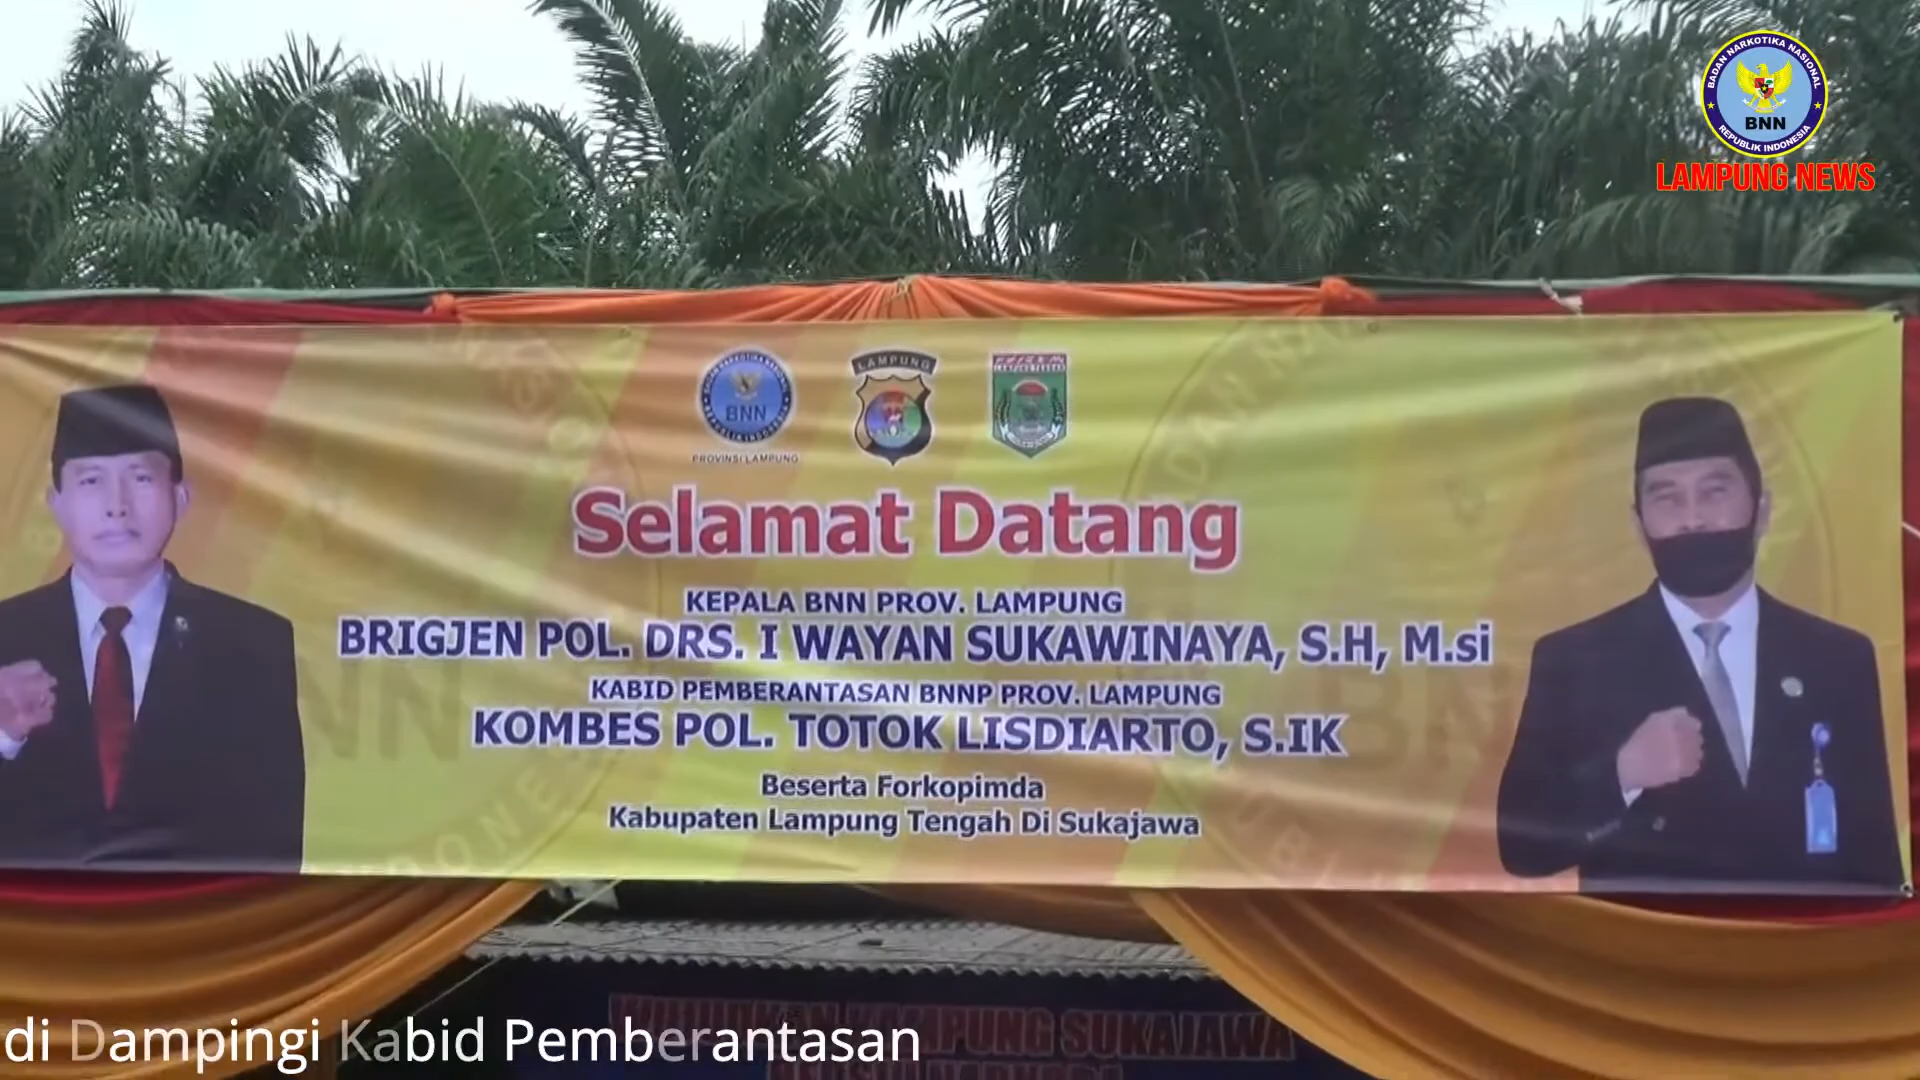 BADAN NARKOTIKA NASIONAL
BNN
REPUBLIK INDONESIA
LAMPUNG NEWS
BNN
PROVINSI LAMPUNG
LAMPUNG
Selamat Datang
KEPALA BNN PROV. LAMPUNG
BRIGJEN POL. DRS. I WAYAN SUKAWINAYA, S.H, M.si
KABID PEMBERANTASAN BNNP PROV. LAMPUNG
KOMBES POL. TOTOK LISDIARTO, S.IK
Beserta Forkopimda
Kabupaten Lampung Tengah Di Sukajawa
KAMPUNG SUKAJAWA
di Dampingi Kabid Pemberantasan